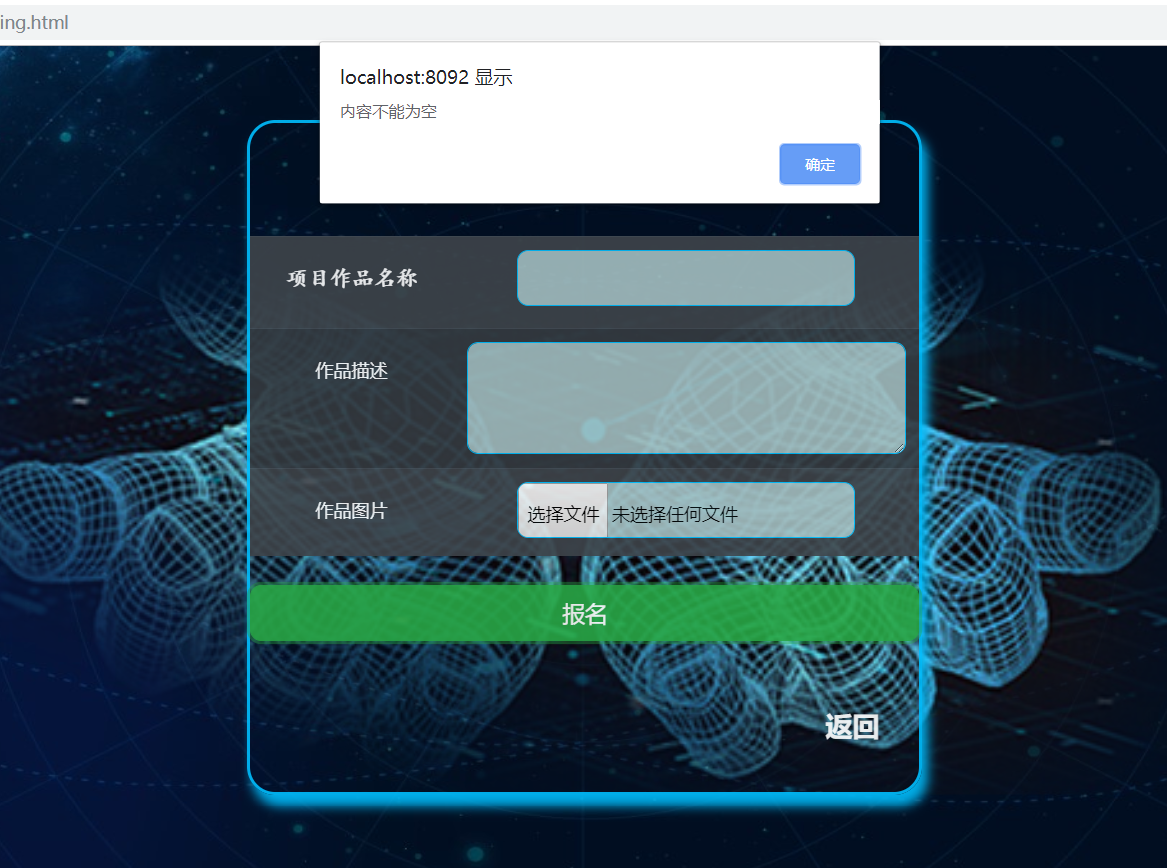 ing.html
localhost:8092 显示
内容不能为空
确定
项目作品名称
作品描述
作品图片
选择文件 未选择任何文件
报名
返回